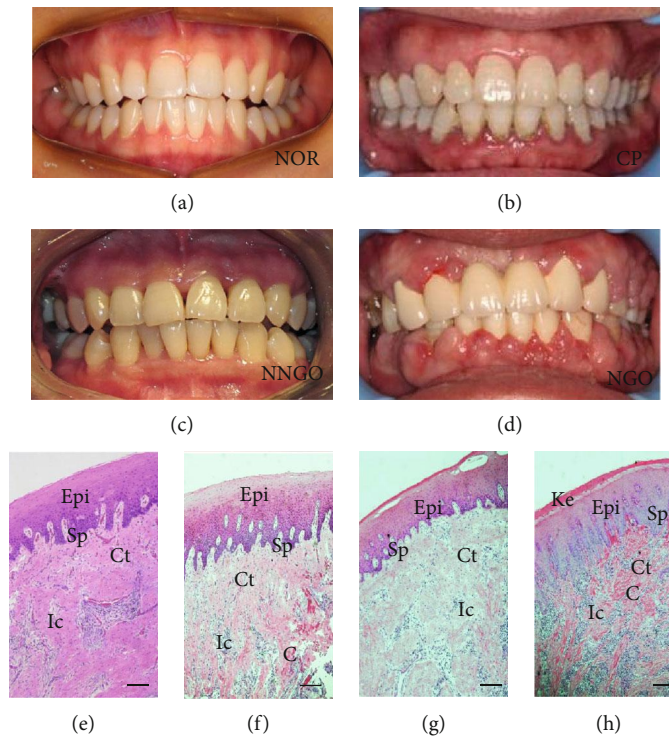 NOR
CP
(a)
(b)
NNGO
NGO
(c)
(d)
Epi
Sp
Ct
Ic
Epi
Sp
Ct
Ic
C
Epi
Sp
Ct
Ic
Ke
Epi
Sp
Ct
C
Ic
(e)
(f)
(g)
(h)